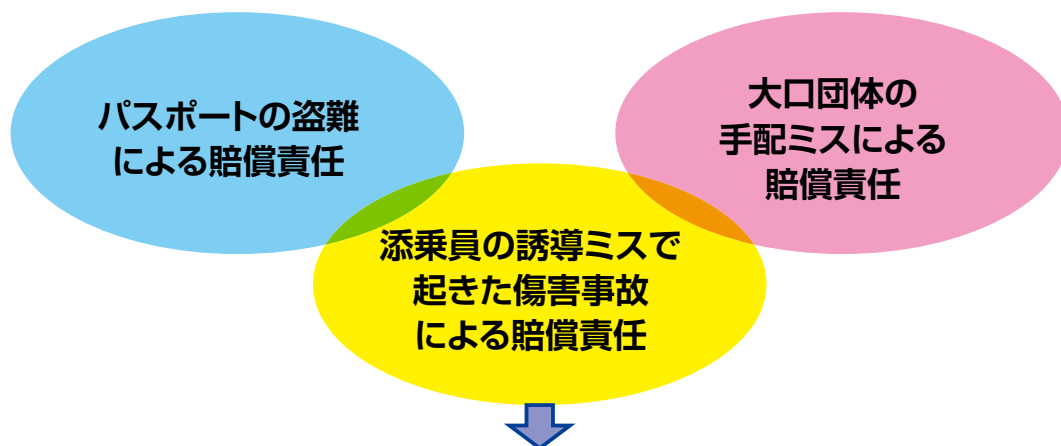 パスポートの盗難
による賠償責任
大口団体の
手配ミスによる
賠償責任
添乗員の誘導ミスで
起きた傷害事故
による賠償責任